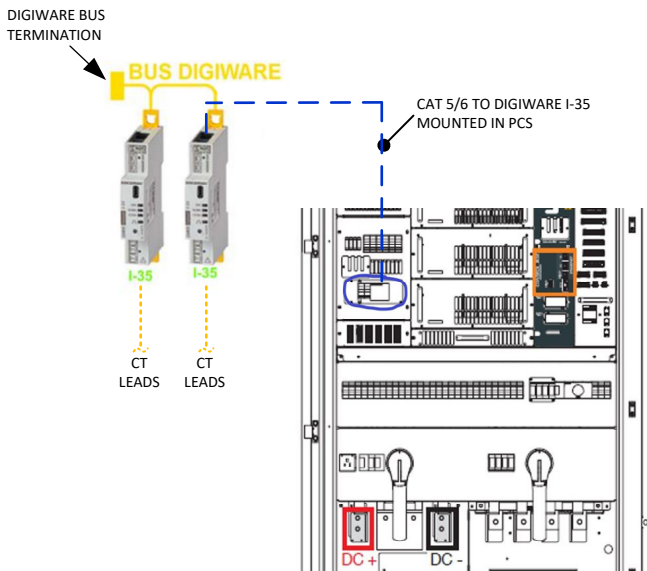 DIGIWARE BUS
TERMINATION
BUS DIGIWARE
CAT 5/6 TO DIGIWARE I-35
MOUNTED IN PCS
I-35
I-35
CT
LEADS
CT
LEADS
DC +
DC -